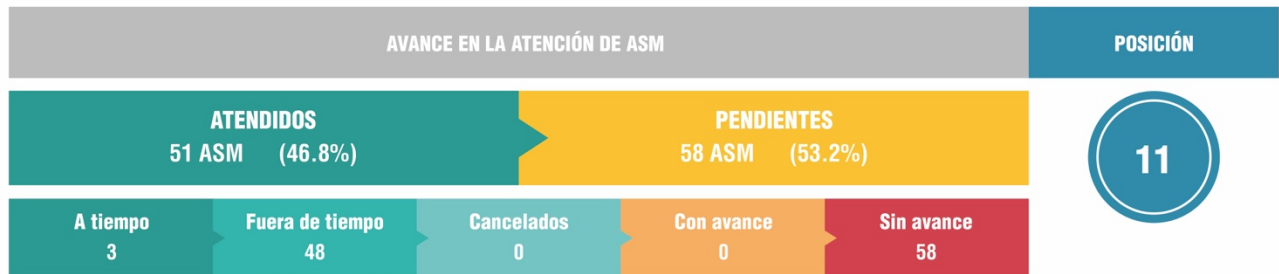 AVANCE EN LA ATENCIÓN DE ASM
POSICIÓN
ATENDIDOS
51 ASM (46.8%)
PENDIENTES
58 ASM (53.2%)
11
A tiempo
3
Fuera de tiempo
48
Cancelados
0
Con avance
0
Sin avance
58